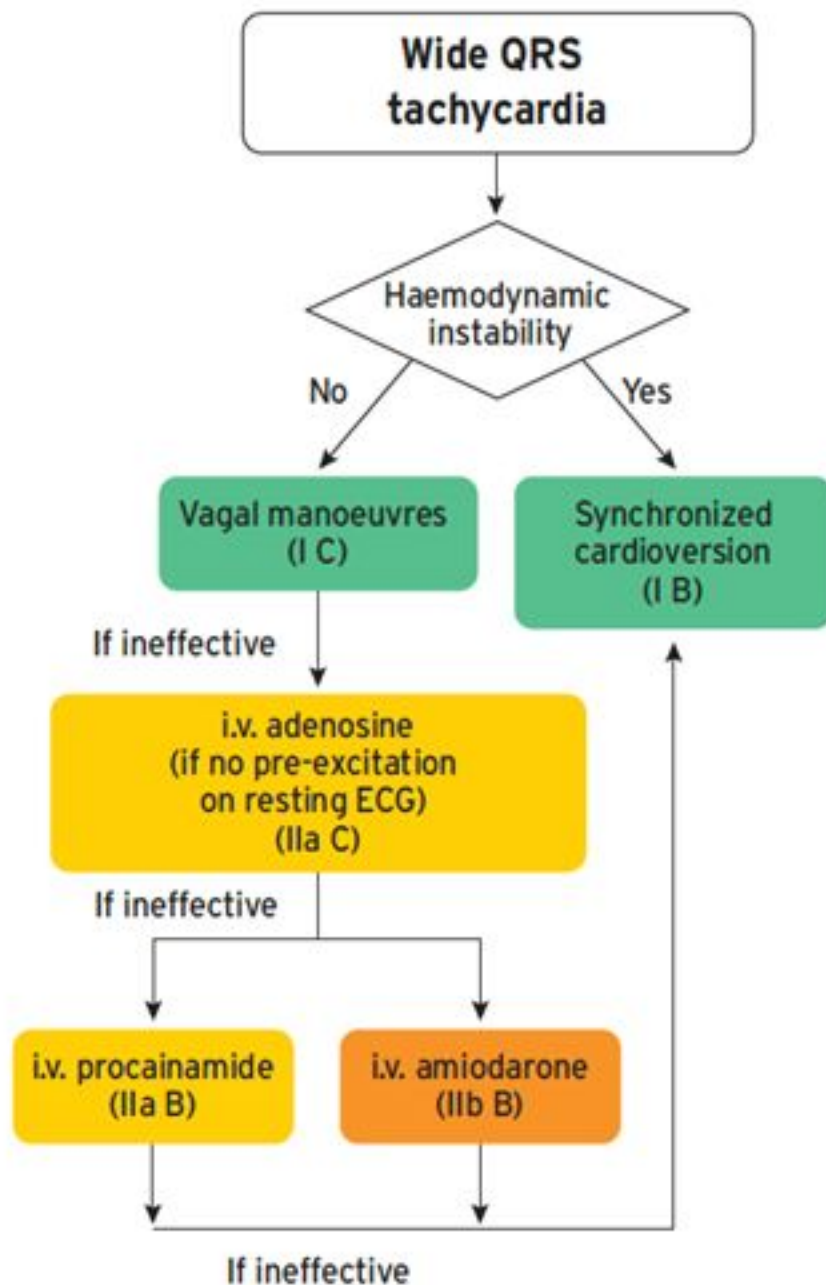 Wide QRS
tachycardia
Haemodynamic
instability
No
Yes
Vagal manoeuvres
(I C)
Synchronized
cardioversion
(I B)
If ineffective
i.v. adenosine
(if no pre-excitation
on resting ECG)
(IIa C)
If ineffective
i.v. procainamide
(IIa B)
i.v. amiodarone
(IIb B)
If ineffective